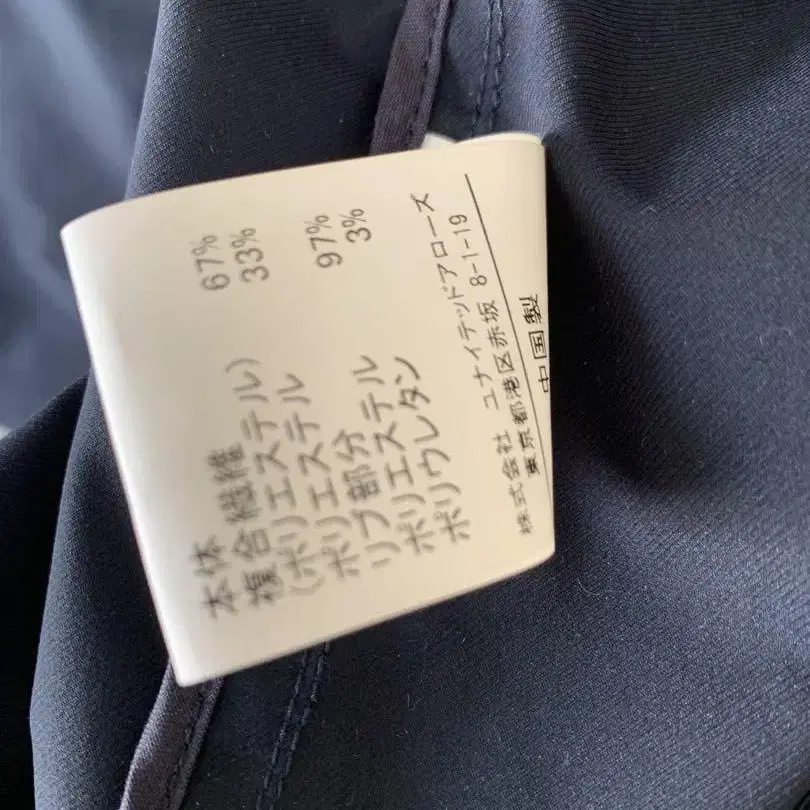 本体
複合繊維 67%
(ポリエステル)
ポリエステル 33%
リブ部分
ポリエステル 97%
ポリウレタン 3%
株式会社 ユナイテッドアローズ
東京都港区赤坂 8-1-19
中国製